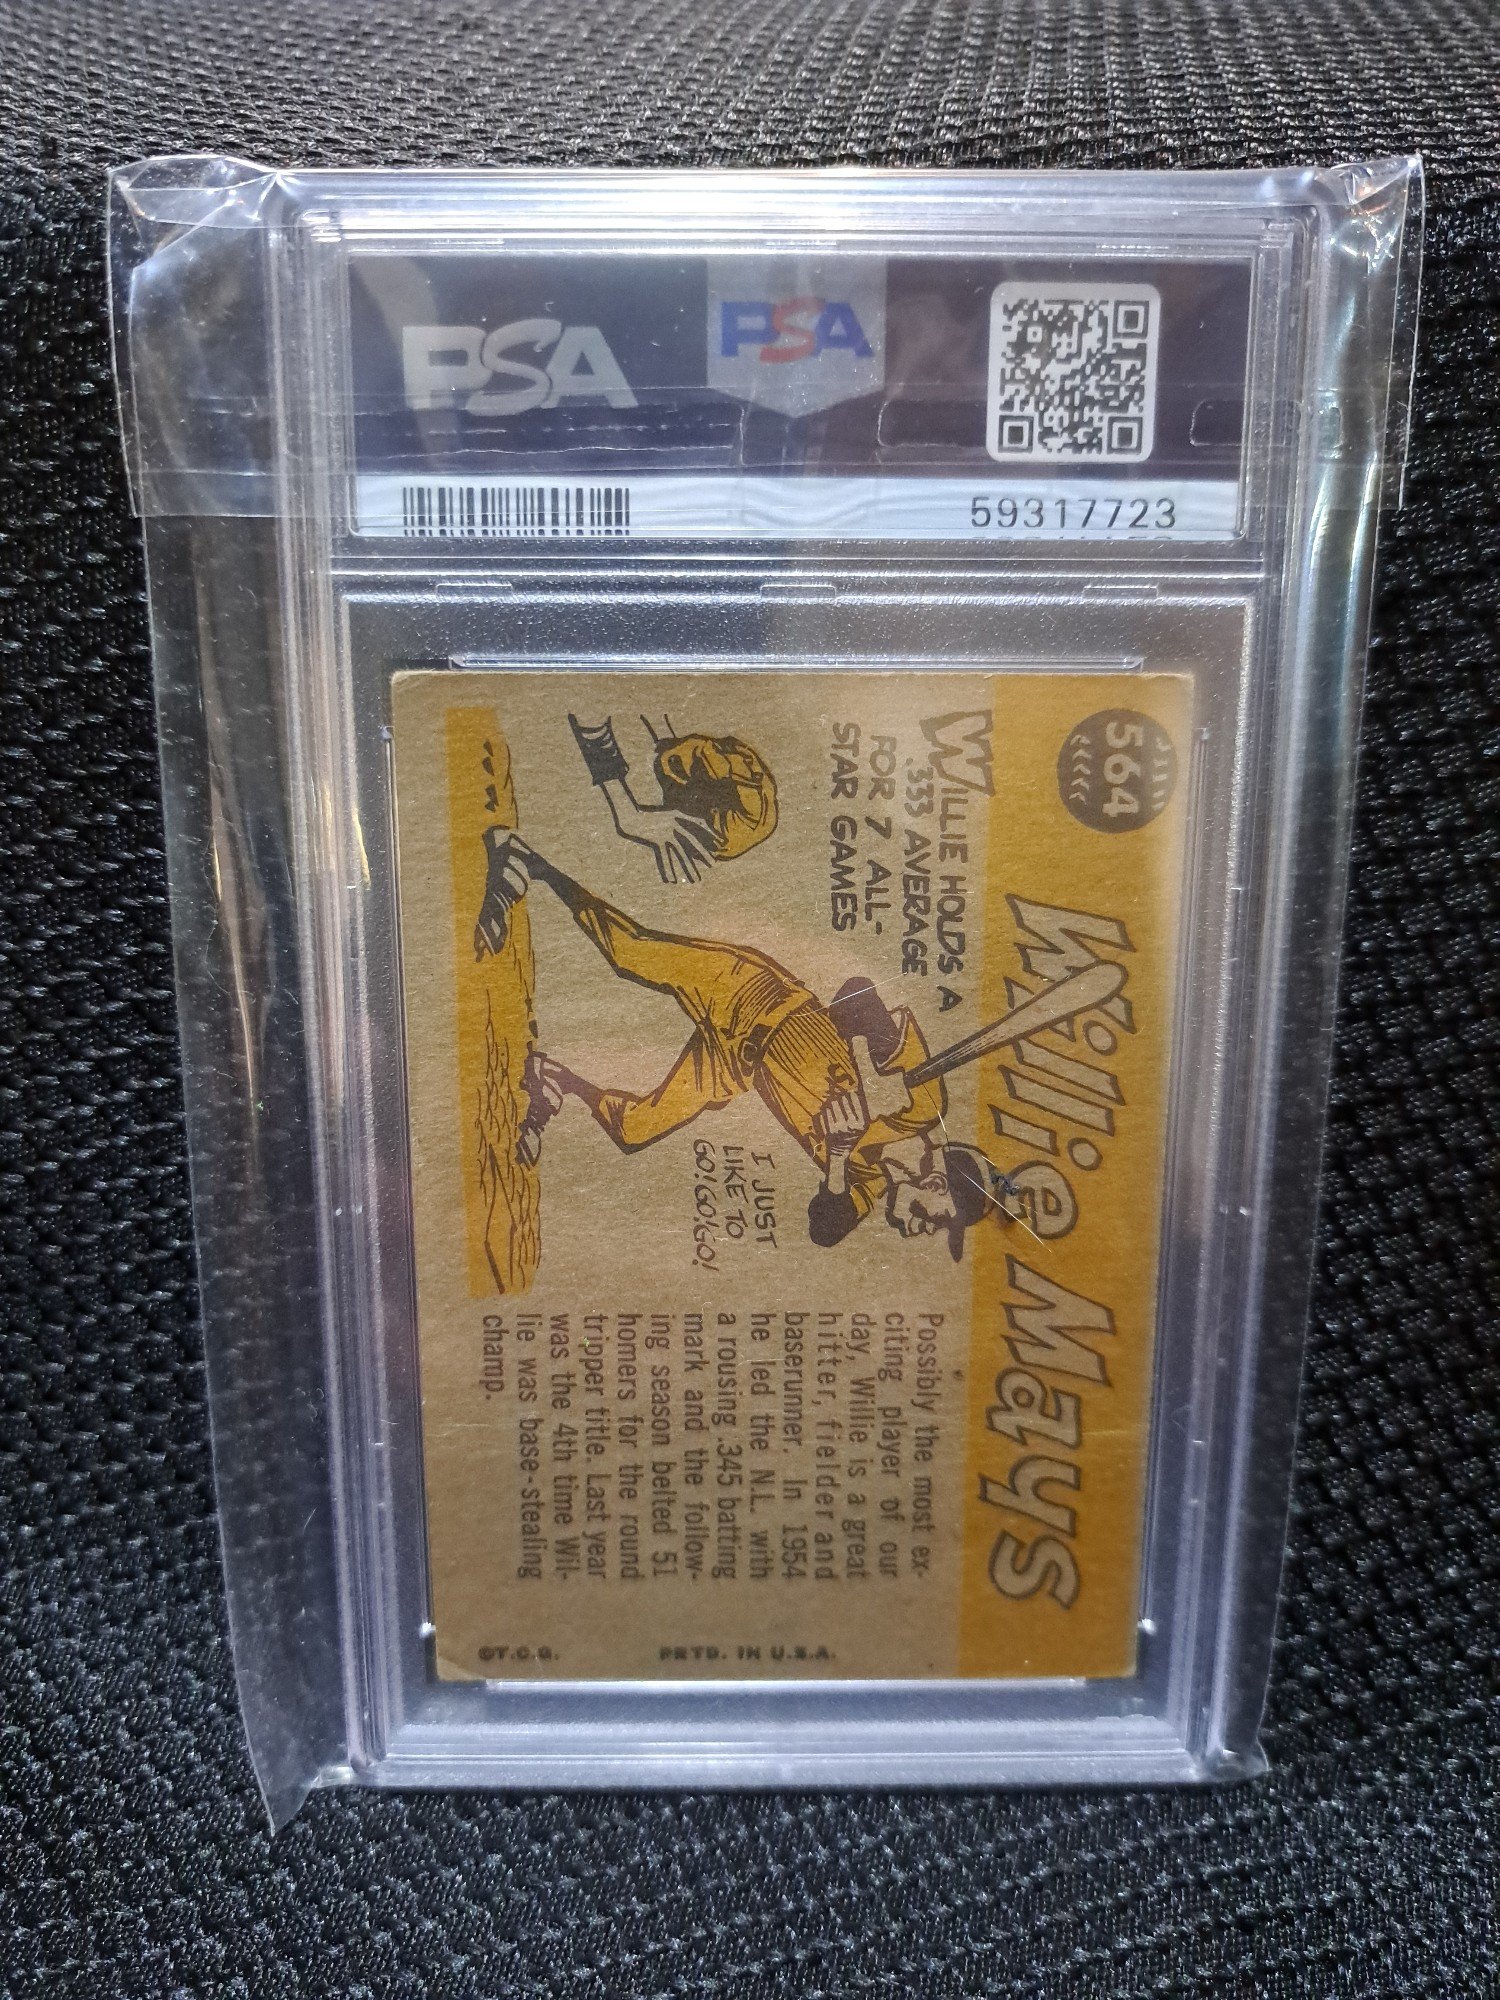 PSA
PSA
59317723
564
Willie Mays
WILLIE HOLDS A
.333 AVERAGE
FOR 7 ALL-
STAR GAMES
I JUST
LIKE TO
GO! GO! GO!
Possibly the most ex-
citing player of our
day, Willie is a great
hitter, fielder and
baserunner. In 1954
he led the N.L. with
a rousing .345 batting
mark and the follow-
ing season belted 51
homers for the round
tripper title. Last year
was the 4th time Wil-
lie was base-stealing
champ.
©T.C.G.
PRTD. IN U.S.A.